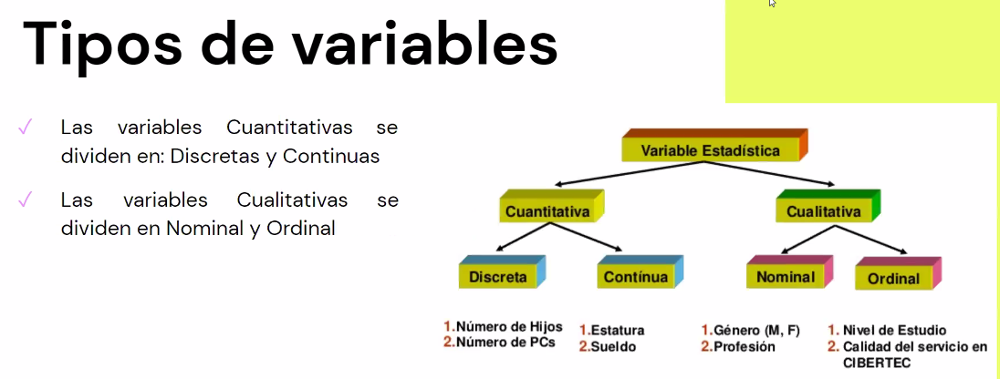 Tipos de variables
✓ Las variables Cuantitativas se
dividen en: Discretas y Continuas
✓ Las variables Cualitativas se
dividen en Nominal y Ordinal
Variable Estadística
Cuantitativa
Cualitativa
Discreta
Contínua
Nominal
Ordinal
1.Número de Hijos
2.Número de PCs
1.Estatura
2.Sueldo
1.Género (M, F)
2.Profesión
1. Nivel de Estudio
2. Calidad del servicio en
CIBERTEC